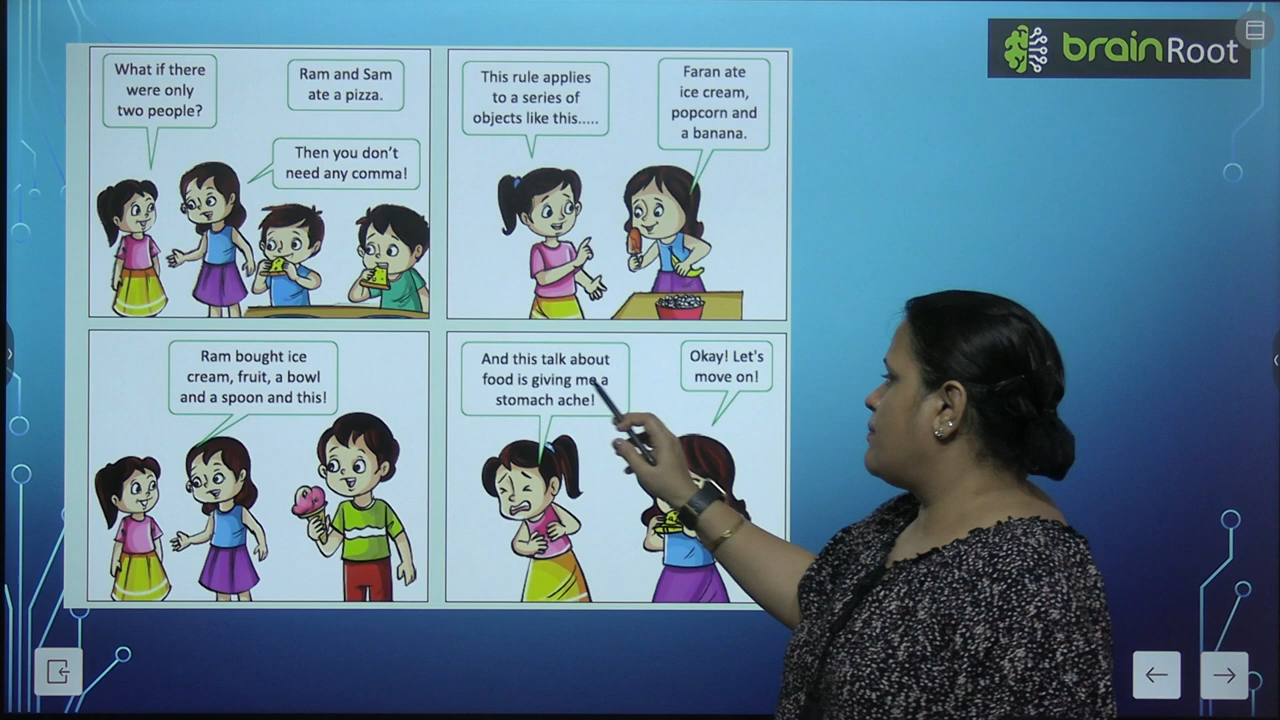 What if there
were only
two people?
Ram and Sam
ate a pizza.
Then you don't
need any comma!
This rule applies
to a series of
objects like this.....
Faran ate
ice cream,
popcorn and
a banana.
Ram bought ice
cream, fruit, a bowl
and a spoon and this!
And this talk about
food is giving me a
stomach ache!
Okay! Let's
move on!
brainRoot